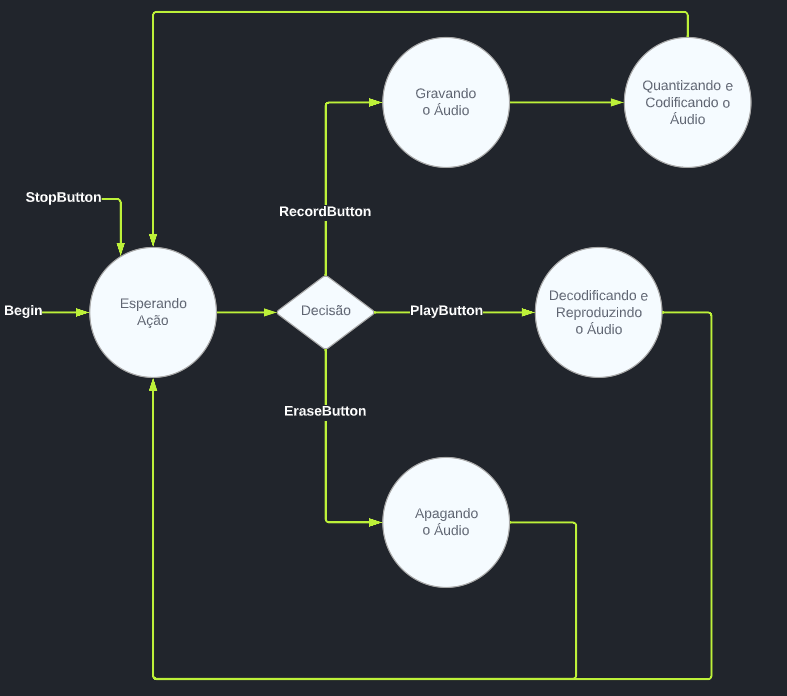 Gravando
o Áudio
Quantizando e
Codificando o
Áudio
StopButton
RecordButton
Begin
Esperando
Ação
Decisão
PlayButton
Decodificando e
Reproduzindo
o Áudio
EraseButton
Apagando
o Áudio